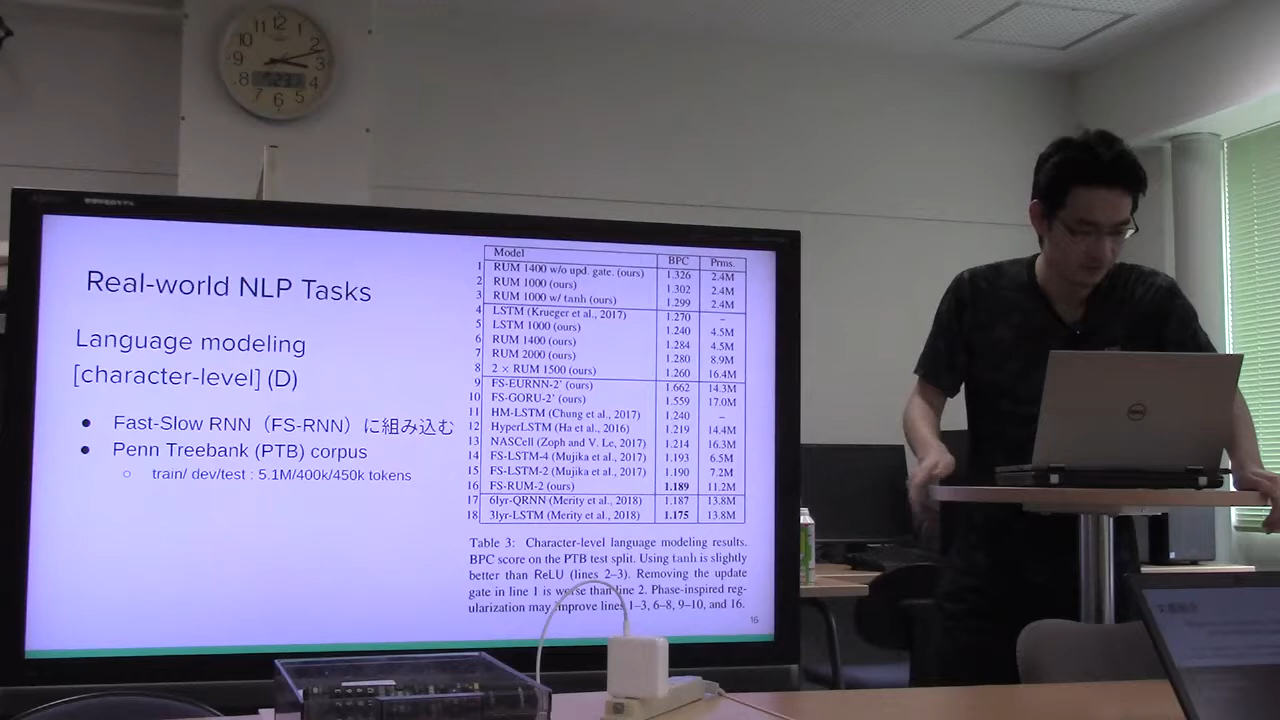 Real-world NLP Tasks
Language modeling
[character-level] (D)
● Fast-Slow RNN（FS-RNN）に組み込む
● Penn Treebank (PTB) corpus
○ train/ dev/test : 5.1M/400k/450k tokens
Model BPC Prms.
1 RUM 1400 w/o upd. gate. (ours) 1.326 2.4M
2 RUM 1000 (ours) 1.302 2.4M
3 RUM 1000 w/ tanh (ours) 1.299 2.4M
4 LSTM (Krueger et al., 2017) 1.270 –
5 LSTM 1000 (ours) 1.240 4.5M
6 RUM 1400 (ours) 1.284 4.5M
7 RUM 2000 (ours) 1.280 8.9M
8 2 × RUM 1500 (ours) 1.260 16.4M
9 FS-EURNN-2' (ours) 1.662 14.3M
10 FS-GORU-2' (ours) 1.559 17.0M
11 HM-LSTM (Chung et al., 2017) 1.240 –
12 HyperLSTM (Ha et al., 2016) 1.219 14.4M
13 NASCell (Zoph and V. Le, 2017) 1.214 16.3M
14 FS-LSTM-4 (Mujika et al., 2017) 1.193 6.5M
15 FS-LSTM-2 (Mujika et al., 2017) 1.190 7.2M
16 FS-RUM-2 (ours) 1.189 11.2M
17 6lyr-QRNN (Merity et al., 2018) 1.187 13.8M
18 3lyr-LSTM (Merity et al., 2018) 1.175 13.8M
Table 3: Character-level language modeling results.
BPC score on the PTB test split. Using tanh is slightly
better than ReLU (lines 2–3). Removing the update
gate in line 1 is worse than line 2. Phase-inspired reg-
ularization may improve lines 1–3, 6–8, 9–10, and 16.
16
12
1
2
3
4
5
6
7
8
9
10
11
DELL